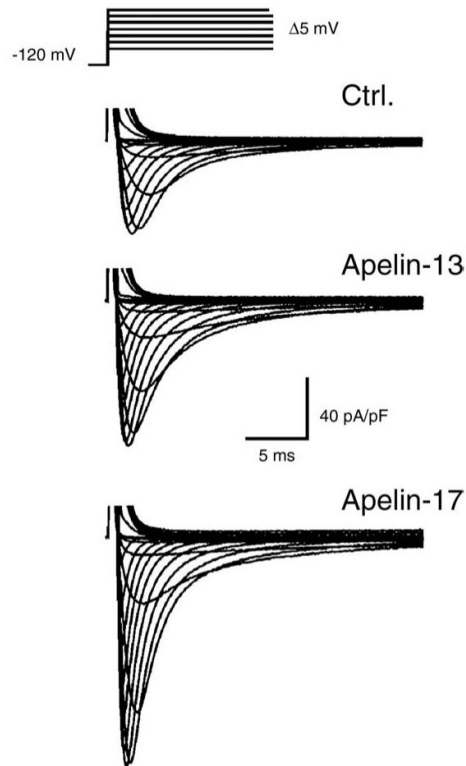 Δ5 mV
-120 mV
Ctrl.
Apelin-13
40 pA/pF
5 ms
Apelin-17